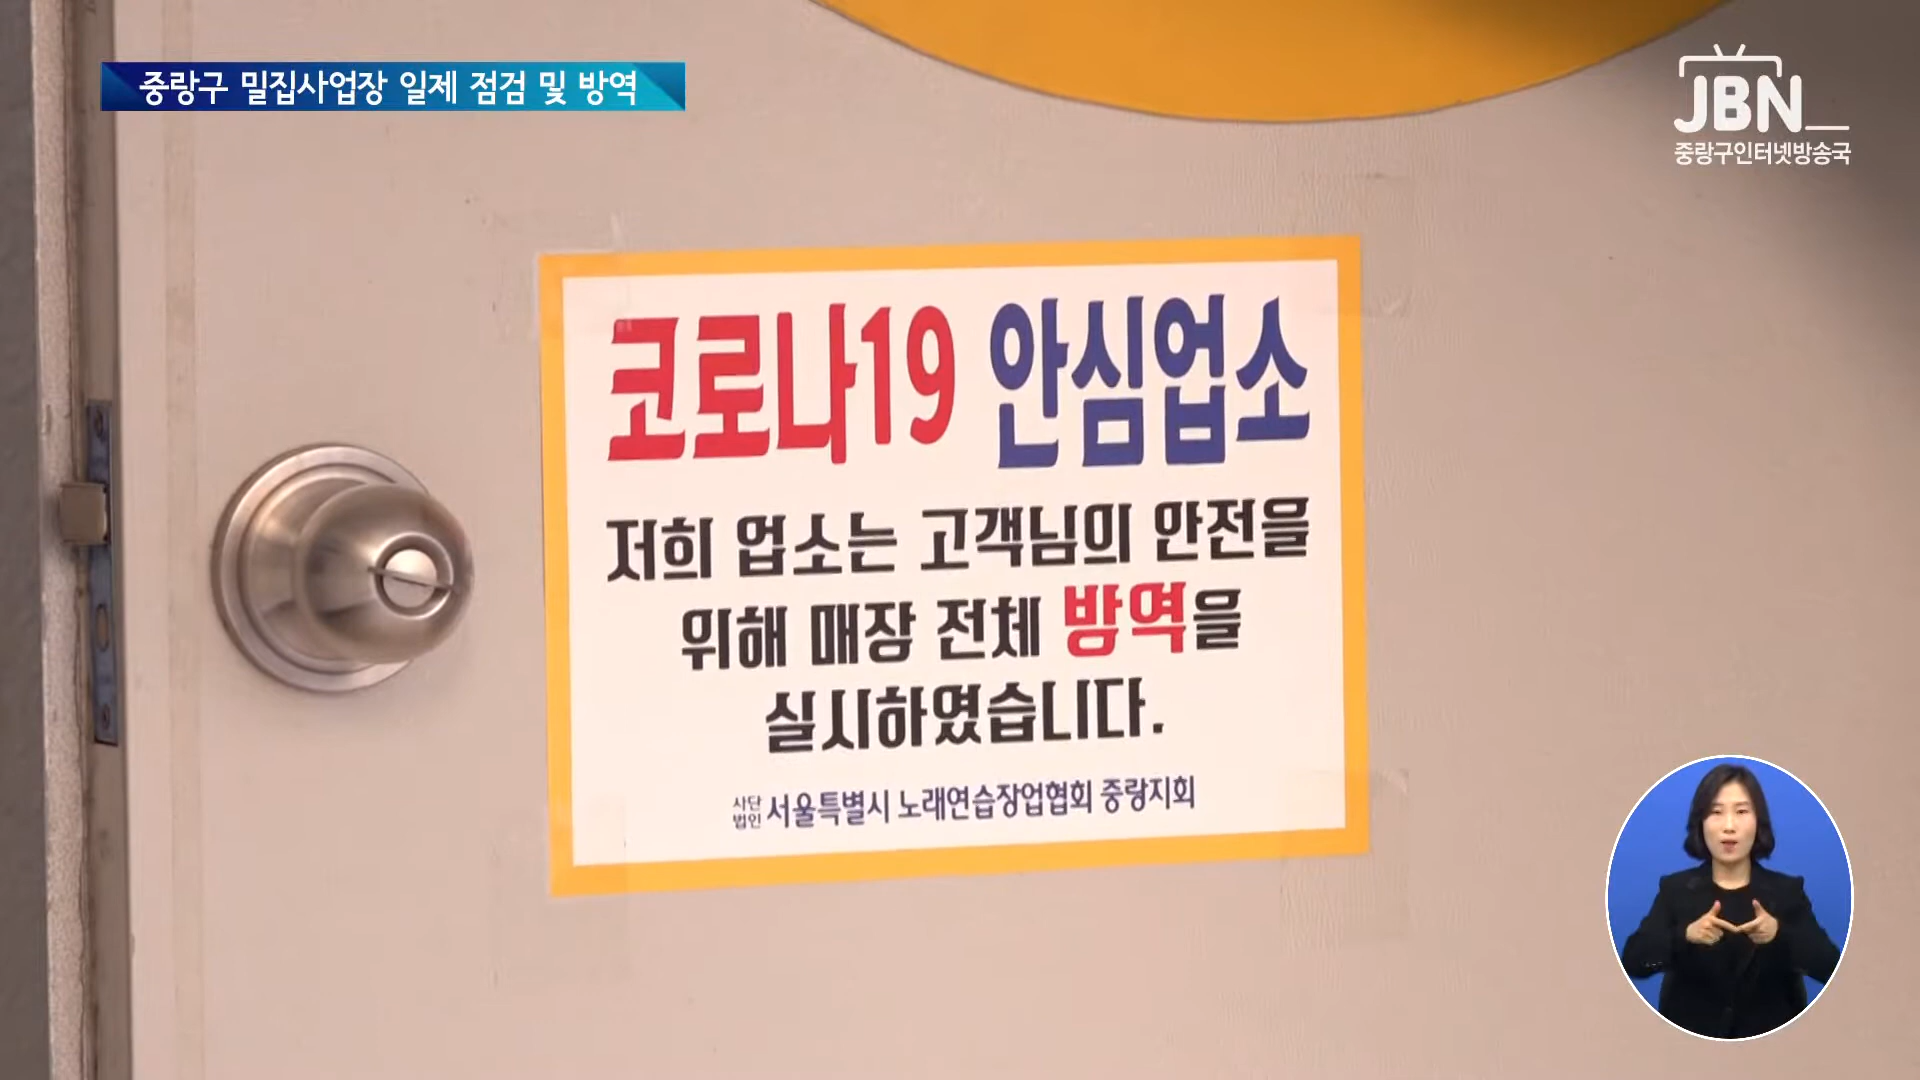 중랑구 밀집사업장 일제 점검 및 방역
JBN
중랑구인터넷방송국
코로나19 안심업소
저희 업소는 고객님의 안전을
위해 매장 전체 방역을
실시하였습니다.
사단법인 서울특별시 노래연습장업협회 중랑지회